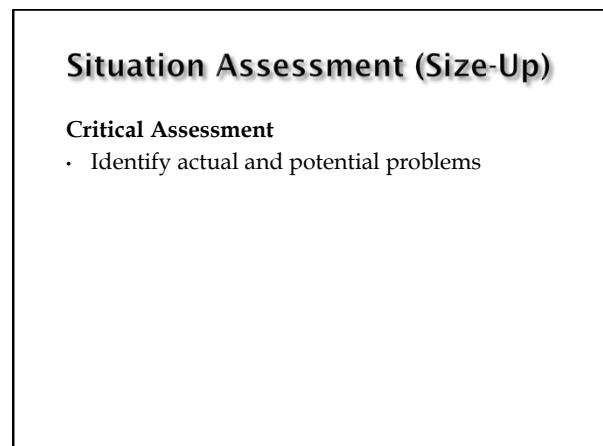 Situation Assessment (Size-Up)
Critical Assessment
· Identify actual and potential problems